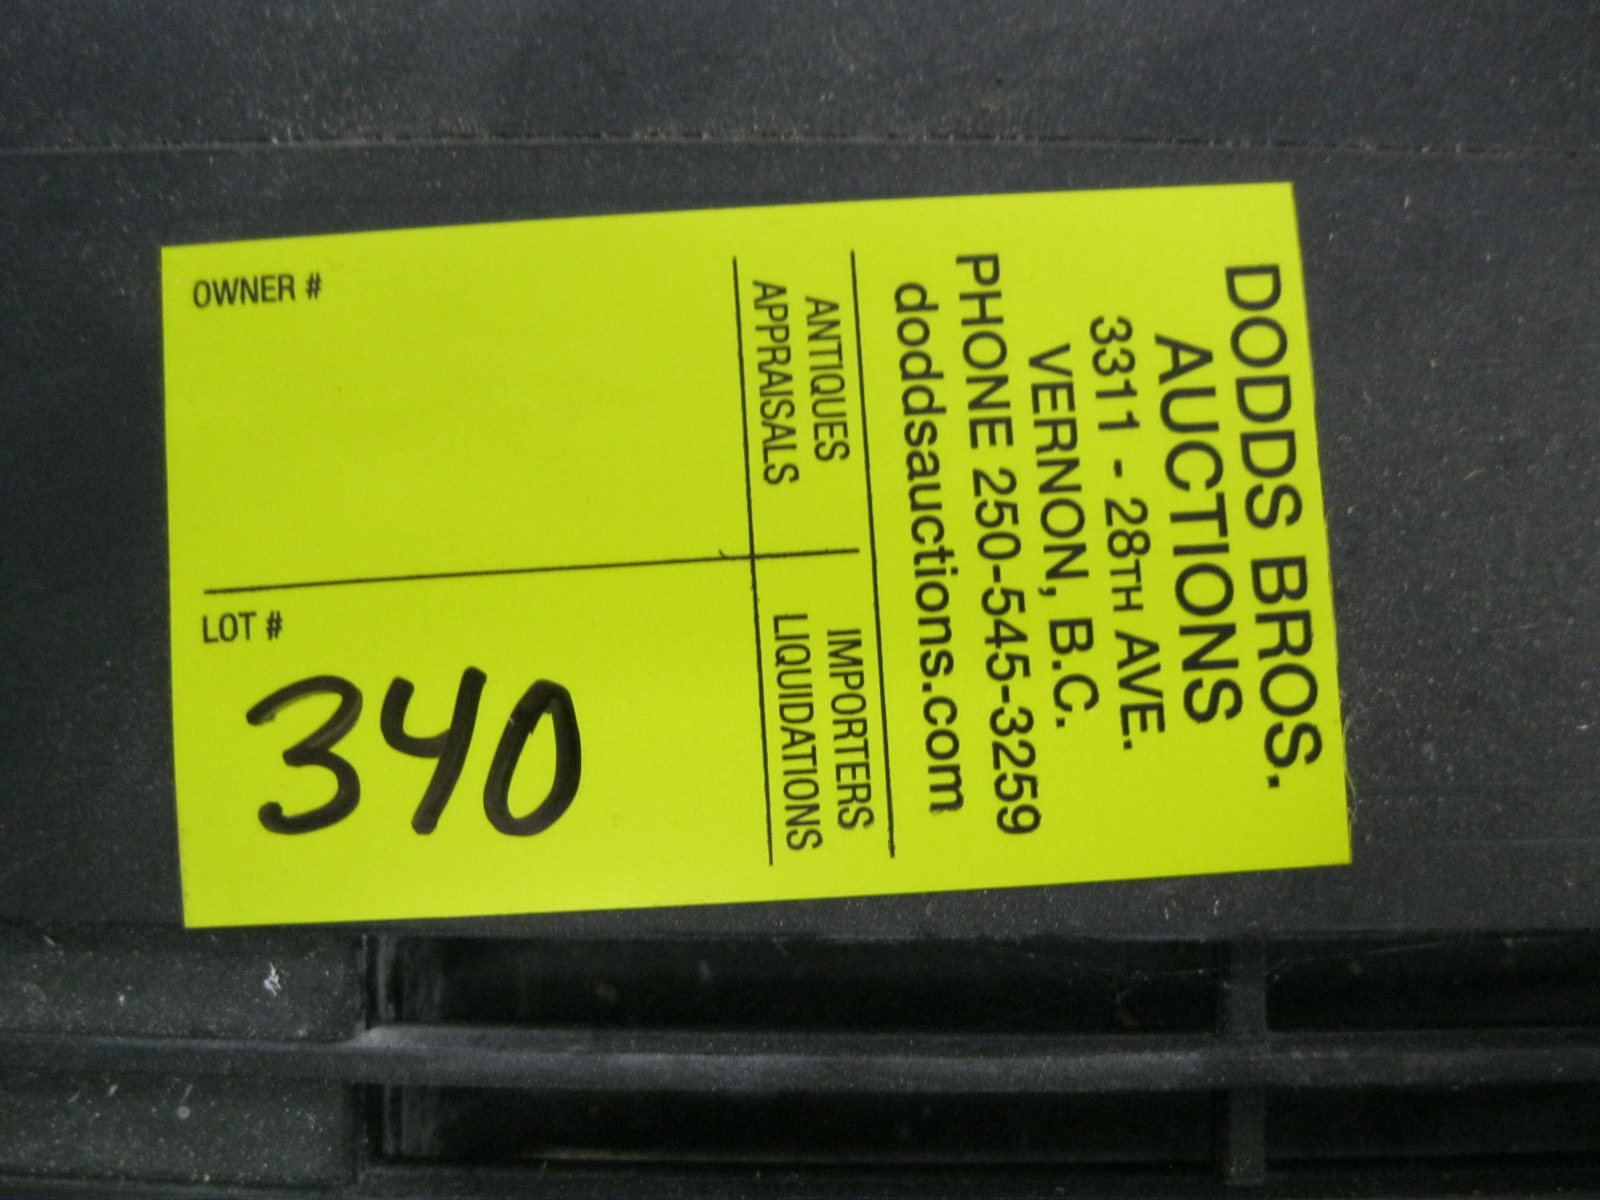 DODDS BROS.
AUCTIONS
3311 - 28TH AVE.
VERNON, B.C.
PHONE 250-545-3259
doddsauctions.com
ANTIQUES
APPRAISALS
IMPORTERS
LIQUIDATIONS
OWNER #
LOT #
340